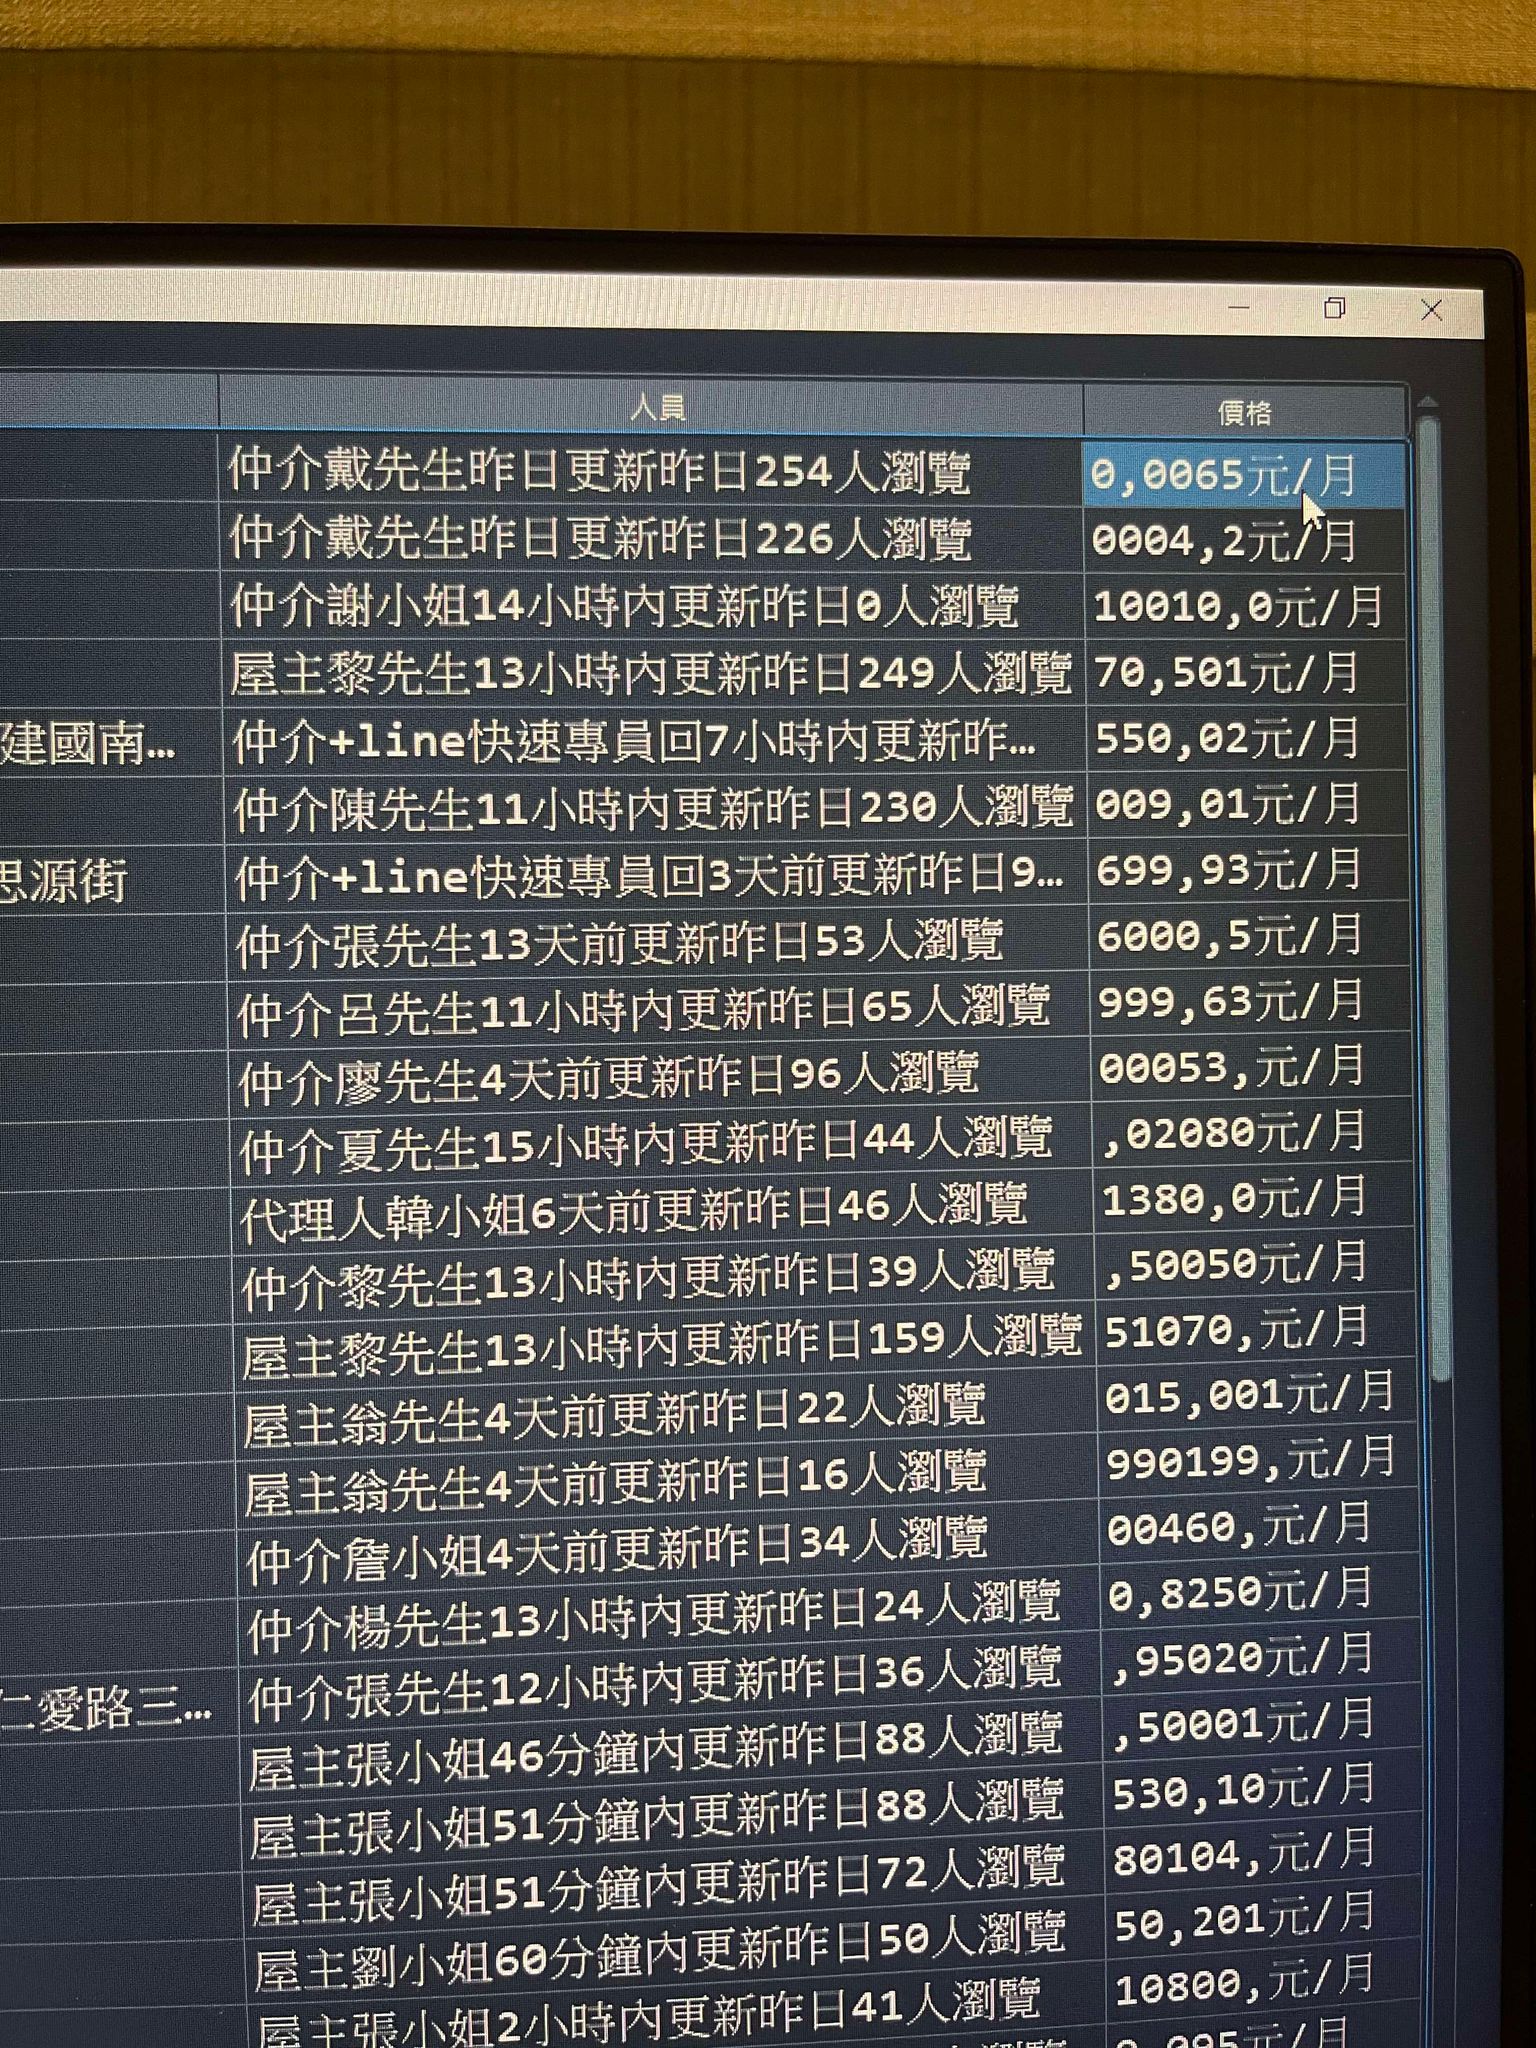 人員 價格
仲介戴先生昨日更新昨日254人瀏覽 0,0065元/月
仲介戴先生昨日更新昨日226人瀏覽 0004,2元/月
仲介謝小姐14小時內更新昨日0人瀏覽 10010,0元/月
屋主黎先生13小時內更新昨日249人瀏覽 70,501元/月
建國南… 仲介+line快速專員回7小時內更新昨… 550,02元/月
仲介陳先生11小時內更新昨日230人瀏覽 009,01元/月
思源街 仲介+line快速專員回3天前更新昨日9… 699,93元/月
仲介張先生13天前更新昨日53人瀏覽 6000,5元/月
仲介呂先生11小時內更新昨日65人瀏覽 999,63元/月
仲介廖先生4天前更新昨日96人瀏覽 00053,元/月
仲介夏先生15小時內更新昨日44人瀏覽 ,02080元/月
代理人韓小姐6天前更新昨日46人瀏覽 1380,0元/月
仲介黎先生13小時內更新昨日39人瀏覽 ,50050元/月
屋主黎先生13小時內更新昨日159人瀏覽 51070,元/月
屋主翁先生4天前更新昨日22人瀏覽 015,001元/月
屋主翁先生4天前更新昨日16人瀏覽 990199,元/月
仲介詹小姐4天前更新昨日34人瀏覽 00460,元/月
仲介楊先生13小時內更新昨日24人瀏覽 0,8250元/月
仁愛路三… 仲介張先生12小時內更新昨日36人瀏覽 ,95020元/月
屋主張小姐46分鐘內更新昨日88人瀏覽 ,50001元/月
屋主張小姐51分鐘內更新昨日88人瀏覽 530,10元/月
屋主張小姐51分鐘內更新昨日72人瀏覽 80104,元/月
屋主劉小姐60分鐘內更新昨日50人瀏覽 50,201元/月
屋主張小姐2小時內更新昨日41人瀏覽 10800,元/月